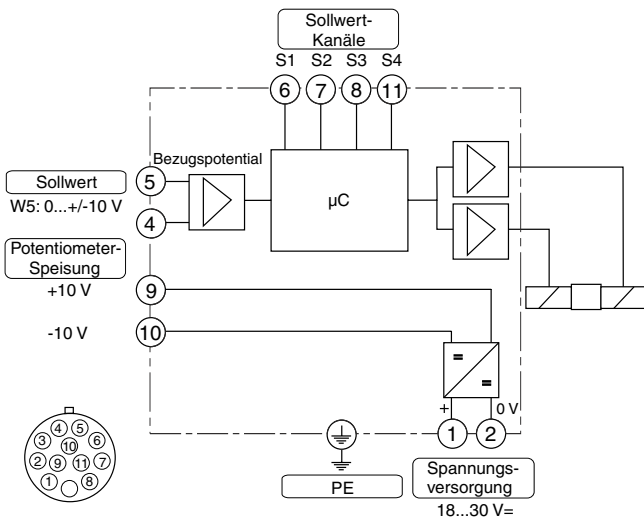 Sollwert-
Kanäle
S1 S2 S3 S4
6 7 8 11
Bezugspotential
5
Sollwert
W5: 0...+/-10 V
4
µC
Potentiometer-
Speisung
+10 V
9
-10 V
10
=
=
+
0 V
1 2
4 5
3 10 6
2 9 11 7
1 8
PE
Spannungs-
versorgung
18...30 V=